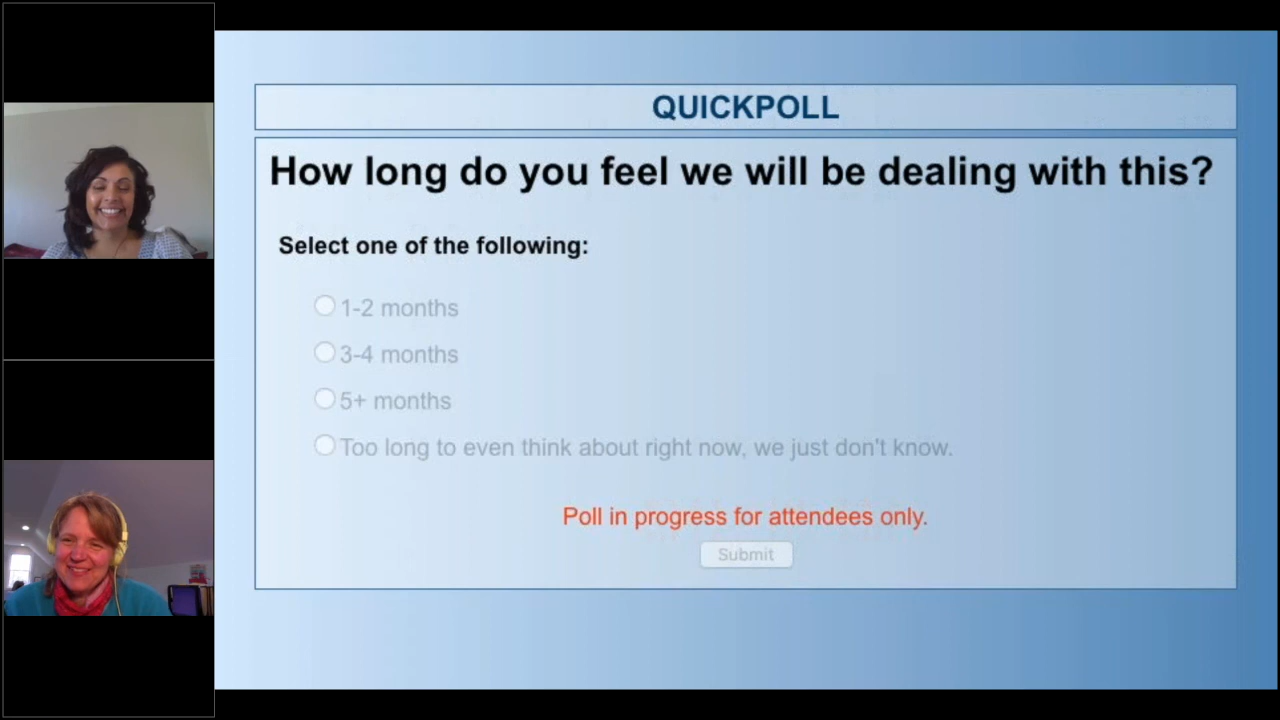 QUICKPOLL
How long do you feel we will be dealing with this?
Select one of the following:
1-2 months
3-4 months
5+ months
Too long to even think about right now, we just don't know.
Poll in progress for attendees only.
Submit